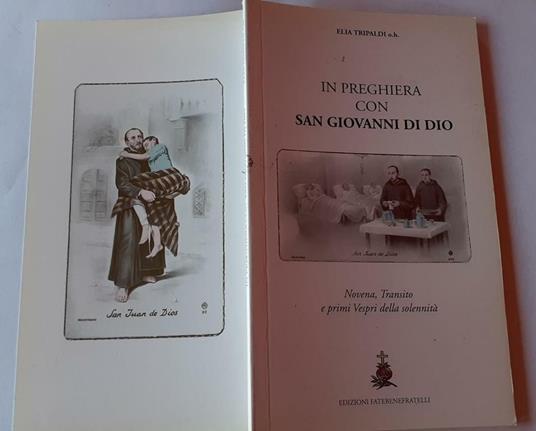 San Juan de Dios
ELIA TRIPALDI o.h.
IN PREGHIERA
CON
SAN GIOVANNI DI DIO
San Juan de Dios
Novena, Transito
e primi Vespri della solennità
EDIZIONI FATEBENEFRATELLI